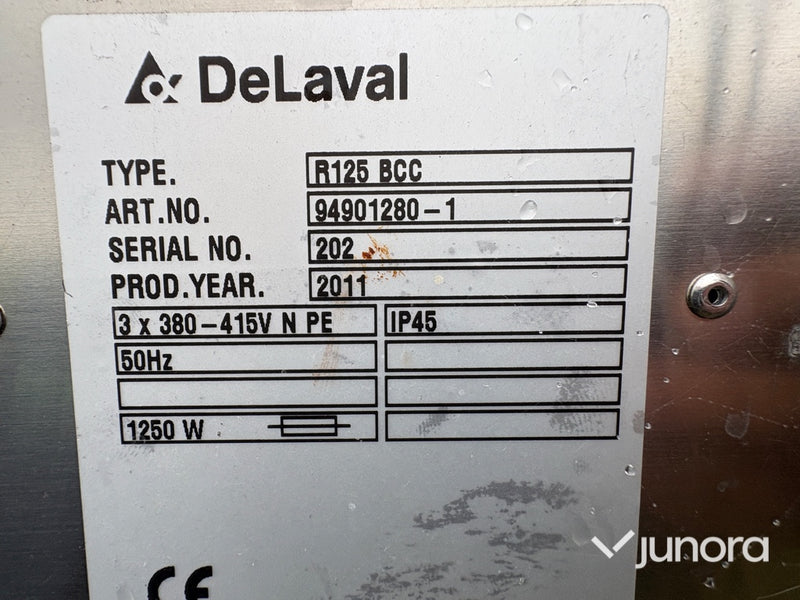 DeLaval
TYPE. R125 BCC
ART.NO. 94901280-1
SERIAL NO. 202
PROD.YEAR. 2011
3 x 380-415V N PE IP45
50Hz
1250 W
CE
junora